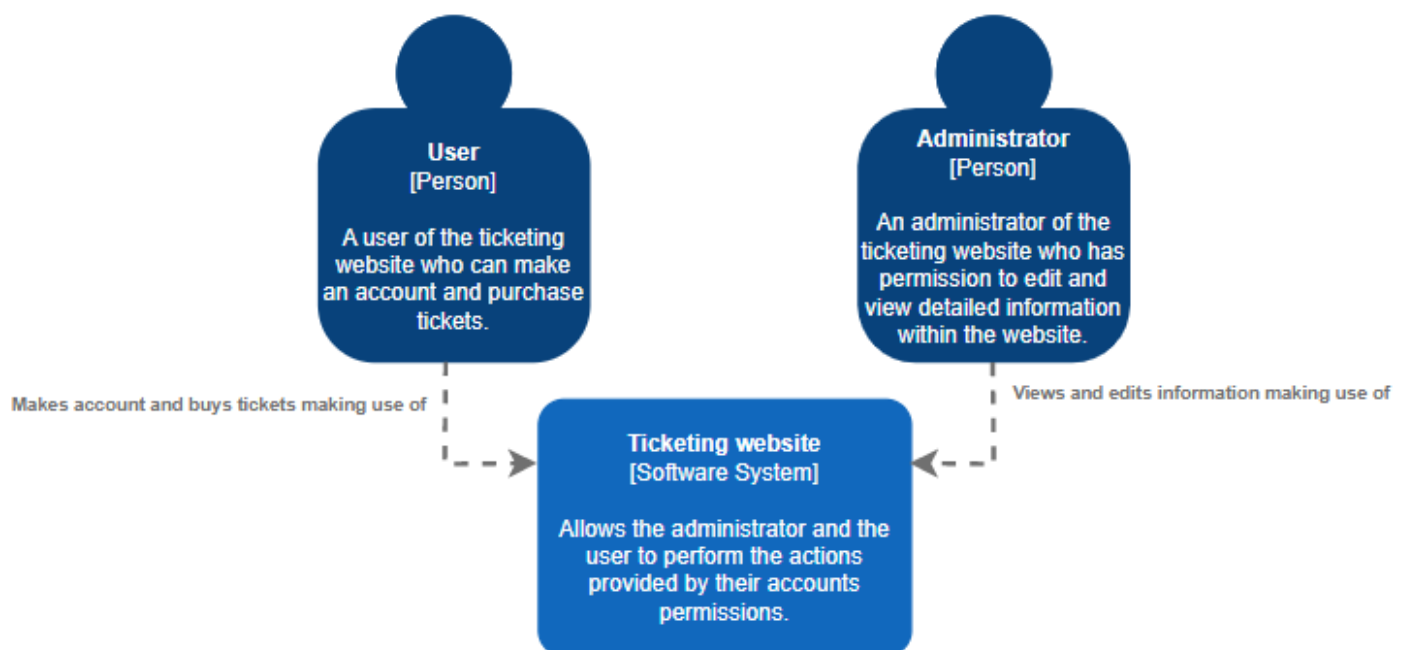 User
[Person]
A user of the ticketing
website who can make
an account and purchase
tickets.
Administrator
[Person]
An administrator of the
ticketing website who has
permission to edit and
view detailed information
within the website.
Makes account and buys tickets making use of
Views and edits information making use of
Ticketing website
[Software System]
Allows the administrator and the
user to perform the actions
provided by their accounts
permissions.